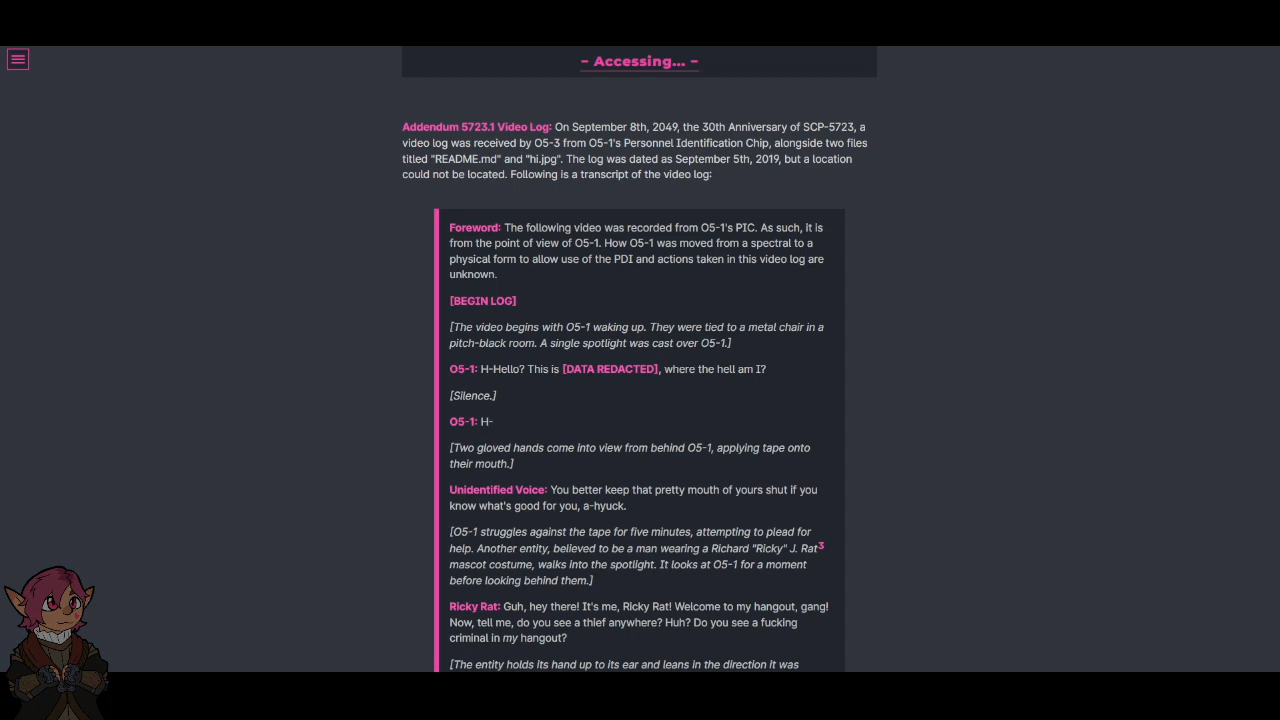 – Accessing... –
Addendum 5723.1 Video Log: On September 8th, 2049, the 30th Anniversary of SCP-5723, a
video log was received by O5-3 from O5-1's Personnel Identification Chip, alongside two files
titled "README.md" and "hi.jpg". The log was dated as September 5th, 2019, but a location
could not be located. Following is a transcript of the video log:
Foreword: The following video was recorded from O5-1's PIC. As such, it is
from the point of view of O5-1. How O5-1 was moved from a spectral to a
physical form to allow use of the PDI and actions taken in this video log are
unknown.
[BEGIN LOG]
[The video begins with O5-1 waking up. They were tied to a metal chair in a
pitch-black room. A single spotlight was cast over O5-1.]
O5-1: H-Hello? This is [DATA REDACTED], where the hell am I?
[Silence.]
O5-1: H-
[Two gloved hands come into view from behind O5-1, applying tape onto
their mouth.]
Unidentified Voice: You better keep that pretty mouth of yours shut if you
know what's good for you, a-hyuck.
[O5-1 struggles against the tape for five minutes, attempting to plead for
help. Another entity, believed to be a man wearing a Richard "Ricky" J. Rat3
mascot costume, walks into the spotlight. It looks at O5-1 for a moment
before looking behind them.]
Ricky Rat: Guh, hey there! It's me, Ricky Rat! Welcome to my hangout, gang!
Now, tell me, do you see a thief anywhere? Huh? Do you see a fucking
criminal in my hangout?
[The entity holds its hand up to its ear and leans in the direction it was